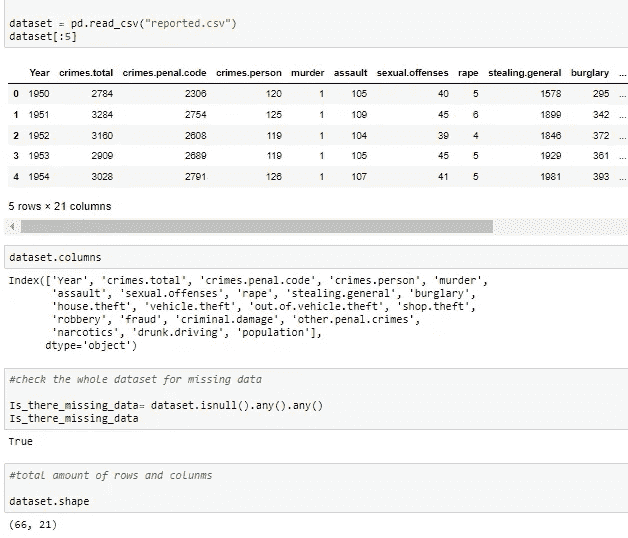 dataset = pd.read_csv("reported.csv")
dataset[:5]
Year crimes.total crimes.penal.code crimes.person murder assault sexual.offenses rape stealing.general burglary ...
0 1950 2784 2306 120 1 105 40 5 1578 295 ...
1 1951 3284 2754 125 1 109 45 6 1899 342 ...
2 1952 3160 2608 119 1 104 39 4 1846 372 ...
3 1953 2909 2689 119 1 105 45 5 1929 361 ...
4 1954 3028 2791 126 1 107 41 5 1981 393 ...
5 rows × 21 columns
dataset.columns
Index(['Year', 'crimes.total', 'crimes.penal.code', 'crimes.person', 'murder',
'assault', 'sexual.offenses', 'rape', 'stealing.general', 'burglary',
'house.theft', 'vehicle.theft', 'out.of.vehicle.theft', 'shop.theft',
'robbery', 'fraud', 'criminal.damage', 'other.penal.crimes',
'narcotics', 'drunk.driving', 'population'],
dtype='object')
#check the whole dataset for missing data
Is_there_missing_data= dataset.isnull().any().any()
Is_there_missing_data
True
#total amount of rows and colunms
dataset.shape
(66, 21)